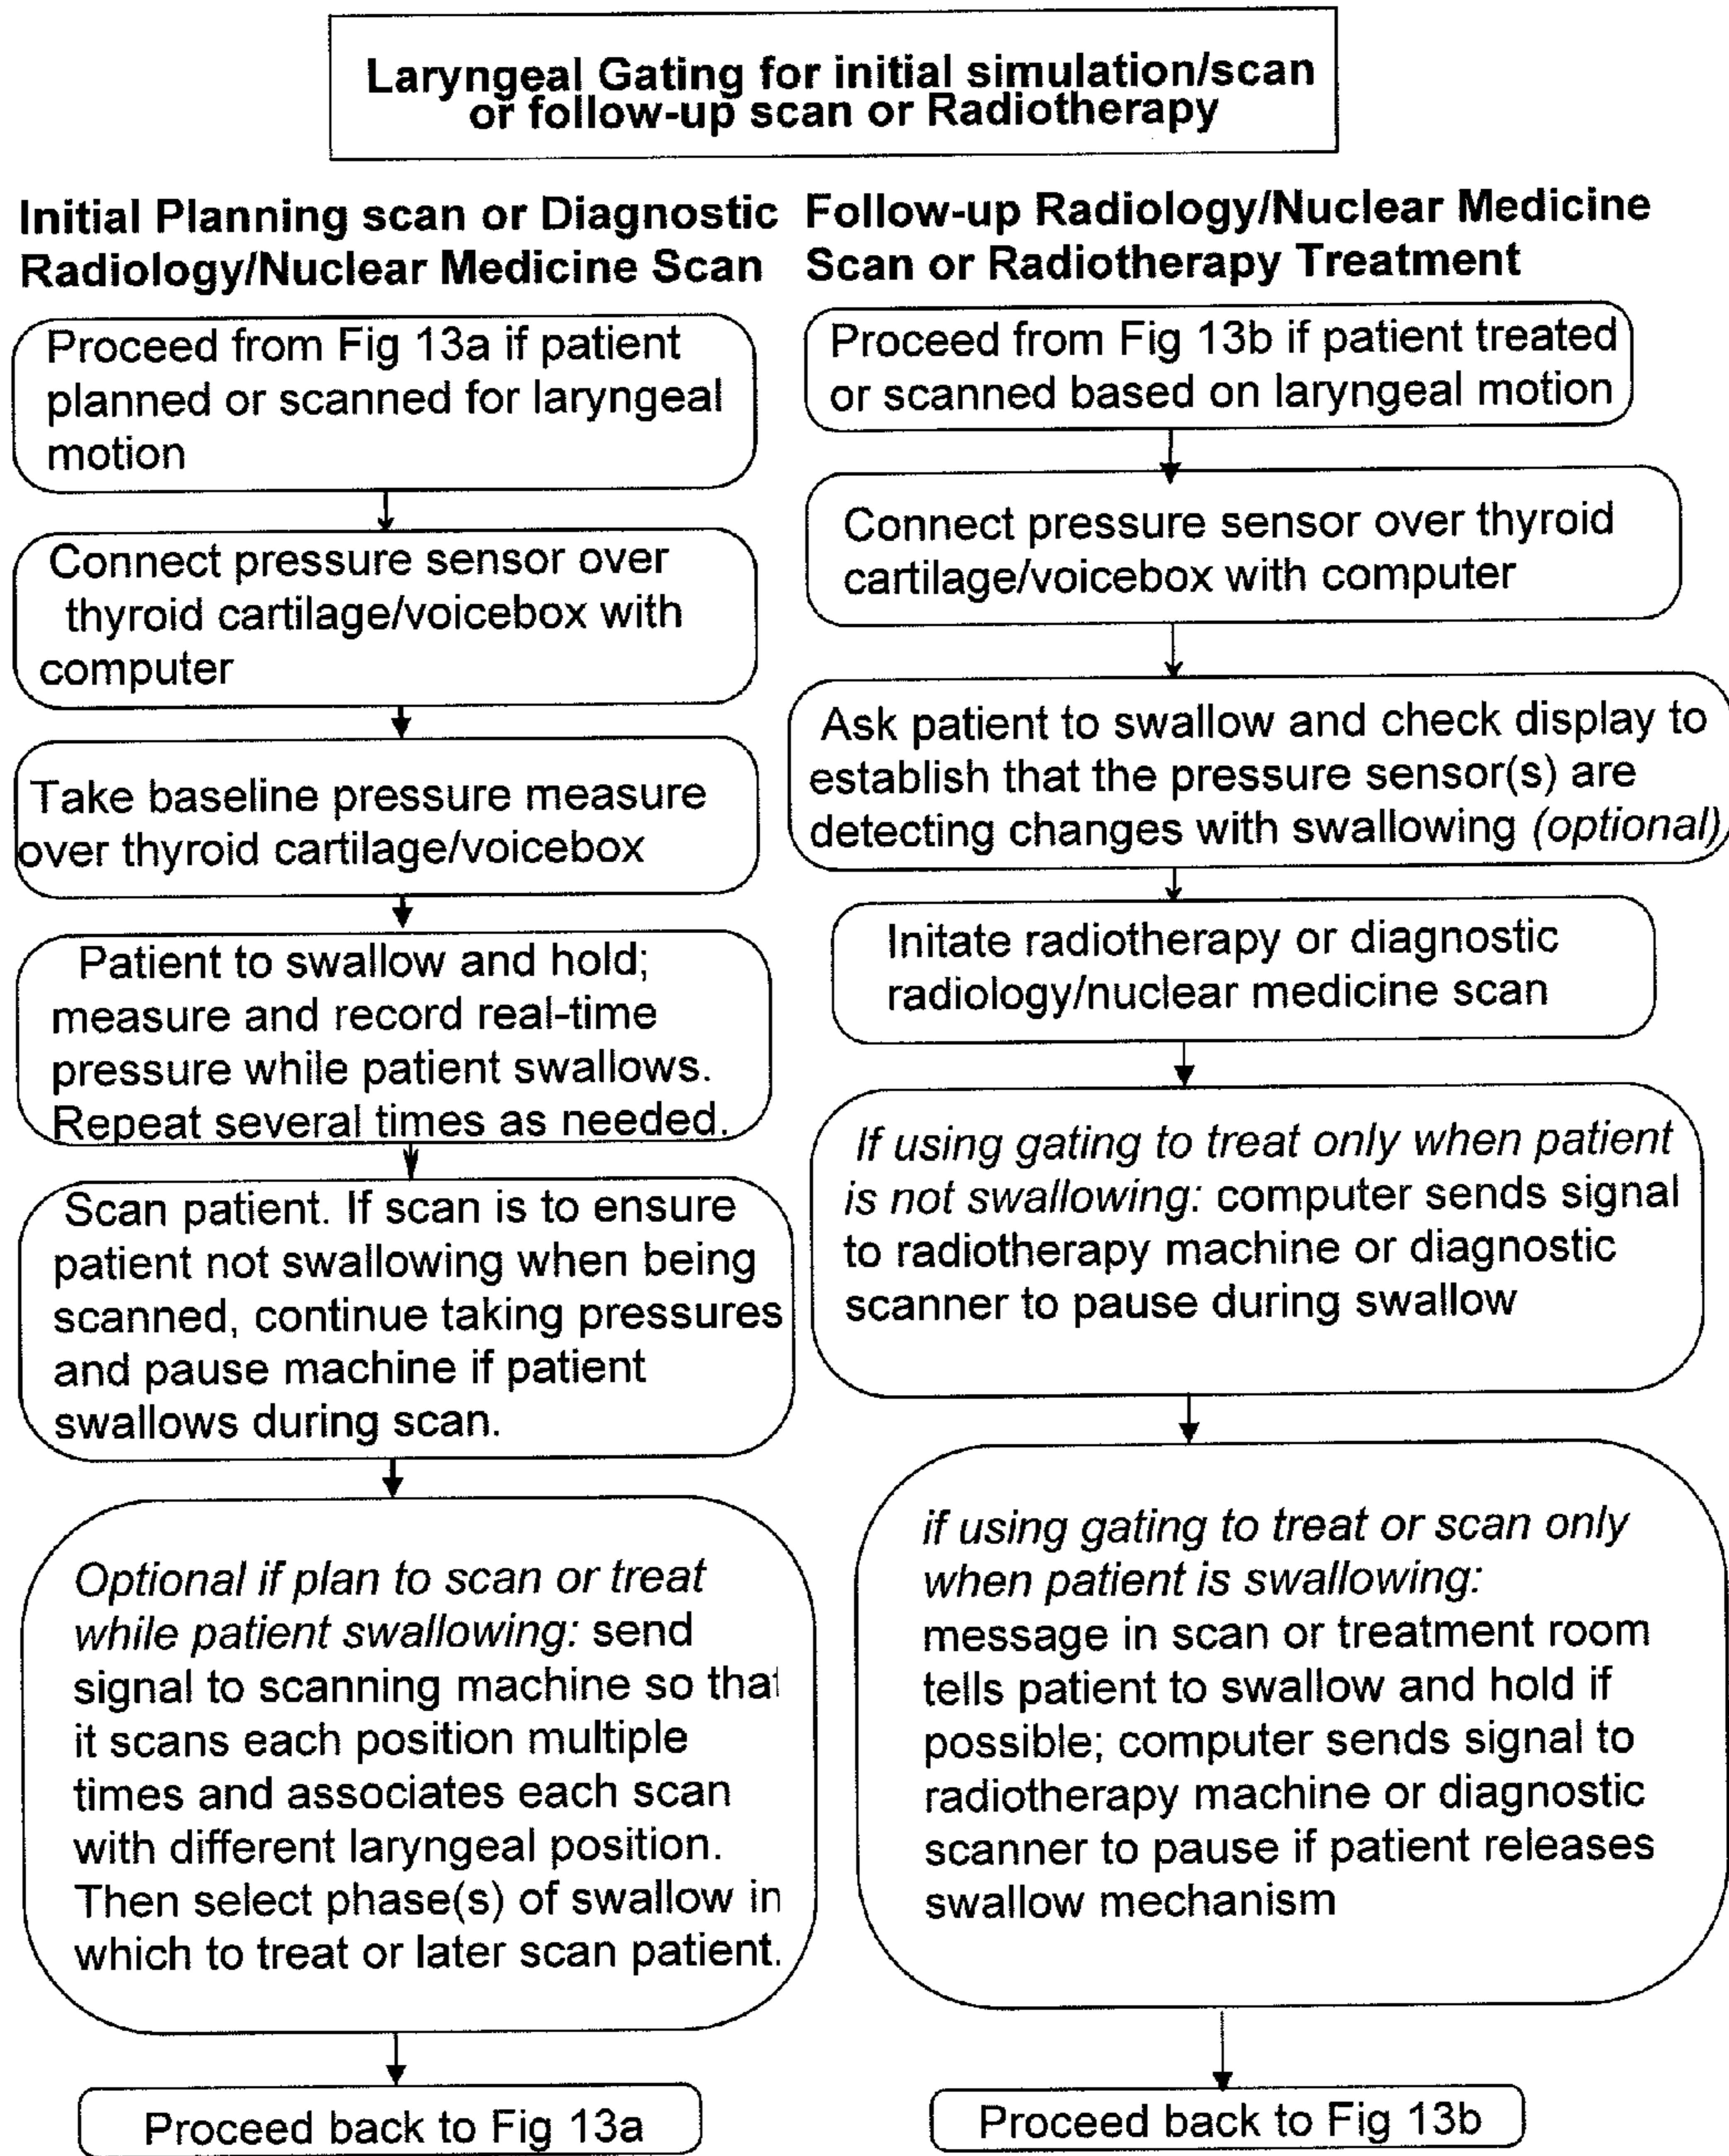 Laryngeal Gating for initial simulation/scan
or follow-up scan or Radiotherapy
Initial Planning scan or Diagnostic
Radiology/Nuclear Medicine Scan
Proceed from Fig 13a if patient
planned or scanned for laryngeal
motion
Connect pressure sensor over
thyroid cartilage/voicebox with
computer
Take baseline pressure measure
over thyroid cartilage/voicebox
Patient to swallow and hold;
measure and record real-time
pressure while patient swallows.
Repeat several times as needed.
Scan patient. If scan is to ensure
patient not swallowing when being
scanned, continue taking pressures
and pause machine if patient
swallows during scan.
Optional if plan to scan or treat
while patient swallowing: send
signal to scanning machine so that
it scans each position multiple
times and associates each scan
with different laryngeal position.
Then select phase(s) of swallow in
which to treat or later scan patient.
Proceed back to Fig 13a
Follow-up Radiology/Nuclear Medicine
Scan or Radiotherapy Treatment
Proceed from Fig 13b if patient treated
or scanned based on laryngeal motion
Connect pressure sensor over thyroid
cartilage/voicebox with computer
Ask patient to swallow and check display to
establish that the pressure sensor(s) are
detecting changes with swallowing (optional)
Initate radiotherapy or diagnostic
radiology/nuclear medicine scan
If using gating to treat only when patient
is not swallowing: computer sends signal
to radiotherapy machine or diagnostic
scanner to pause during swallow
if using gating to treat or scan only
when patient is swallowing:
message in scan or treatment room
tells patient to swallow and hold if
possible; computer sends signal to
radiotherapy machine or diagnostic
scanner to pause if patient releases
swallow mechanism
Proceed back to Fig 13b